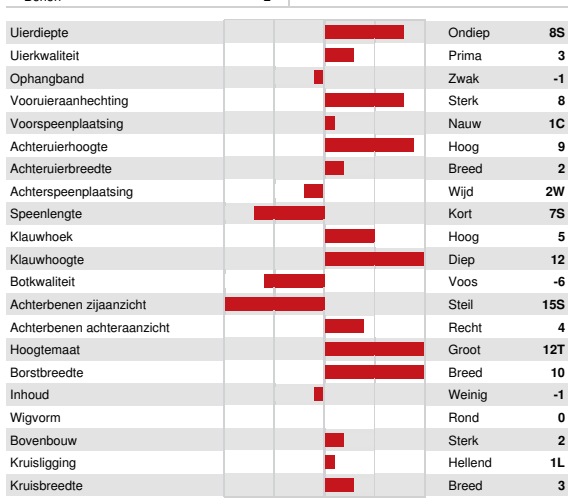 Uierdiepte Ondiep 8S
Uierkwaliteit Prima 3
Ophangband Zwak -1
Vooruieraanhechting Sterk 8
Voorspeenplaatsing Nauw 1C
Achteruierhoogte Hoog 9
Achteruierbreedte Breed 2
Achterspeenplaatsing Wijd 2W
Speenlengte Kort 7S
Klauwhoek Hoog 5
Klauwhoogte Diep 12
Botkwaliteit Voos -6
Achterbenen zijaanzicht Steil 15S
Achterbenen achteraanzicht Recht 4
Hoogtemaat Groot 12T
Borstbreedte Breed 10
Inhoud Weinig -1
Wigvorm Rond 0
Bovenbouw Sterk 2
Kruisligging Hellend 1L
Kruisbreedte Breed 3